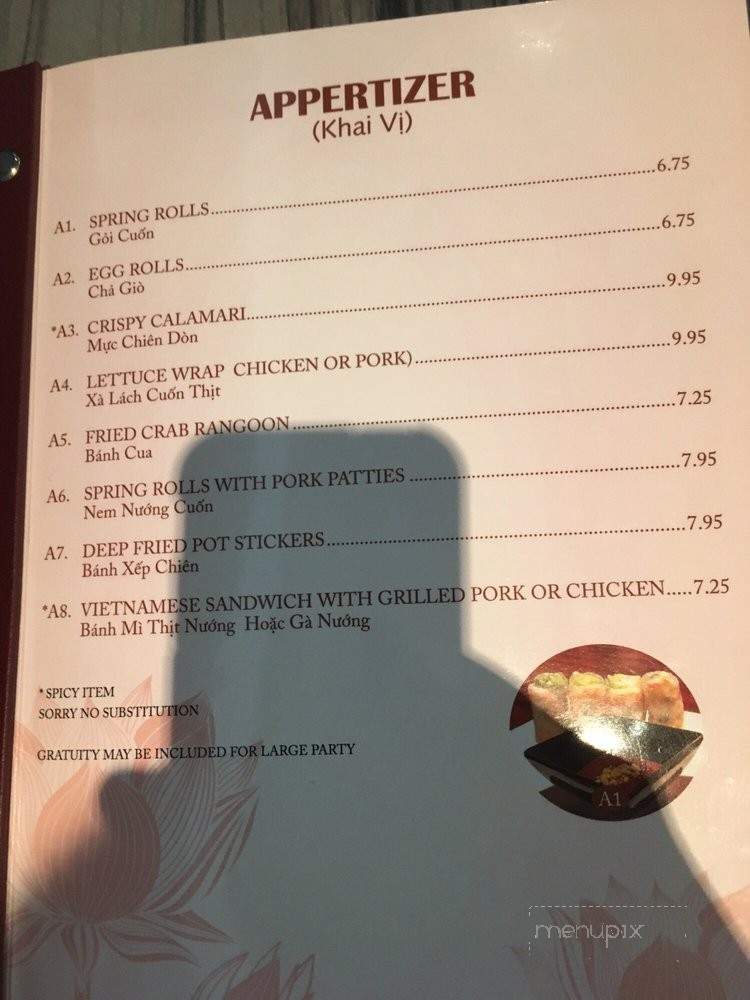 APPERTIZER
(Khai Vị)
A1. SPRING ROLLS..........6.75
Gỏi Cuốn
A2. EGG ROLLS..........6.75
Chả Giò
*A3. CRISPY CALAMARI..........9.95
Mực Chiên Dòn
A4. LETTUCE WRAP CHICKEN OR PORK)..........9.95
Xà Lách Cuốn Thịt
A5. FRIED CRAB RANGOON..........7.25
Bánh Cua
A6. SPRING ROLLS WITH PORK PATTIES..........7.95
Nem Nướng Cuốn
A7. DEEP FRIED POT STICKERS..........7.95
Bánh Xếp Chiên
*A8. VIETNAMESE SANDWICH WITH GRILLED PORK OR CHICKEN.....7.25
Bánh Mì Thịt Nướng Hoặc Gà Nướng
* SPICY ITEM
SORRY NO SUBSTITUTION
GRATUITY MAY BE INCLUDED FOR LARGE PARTY
A1
menupix